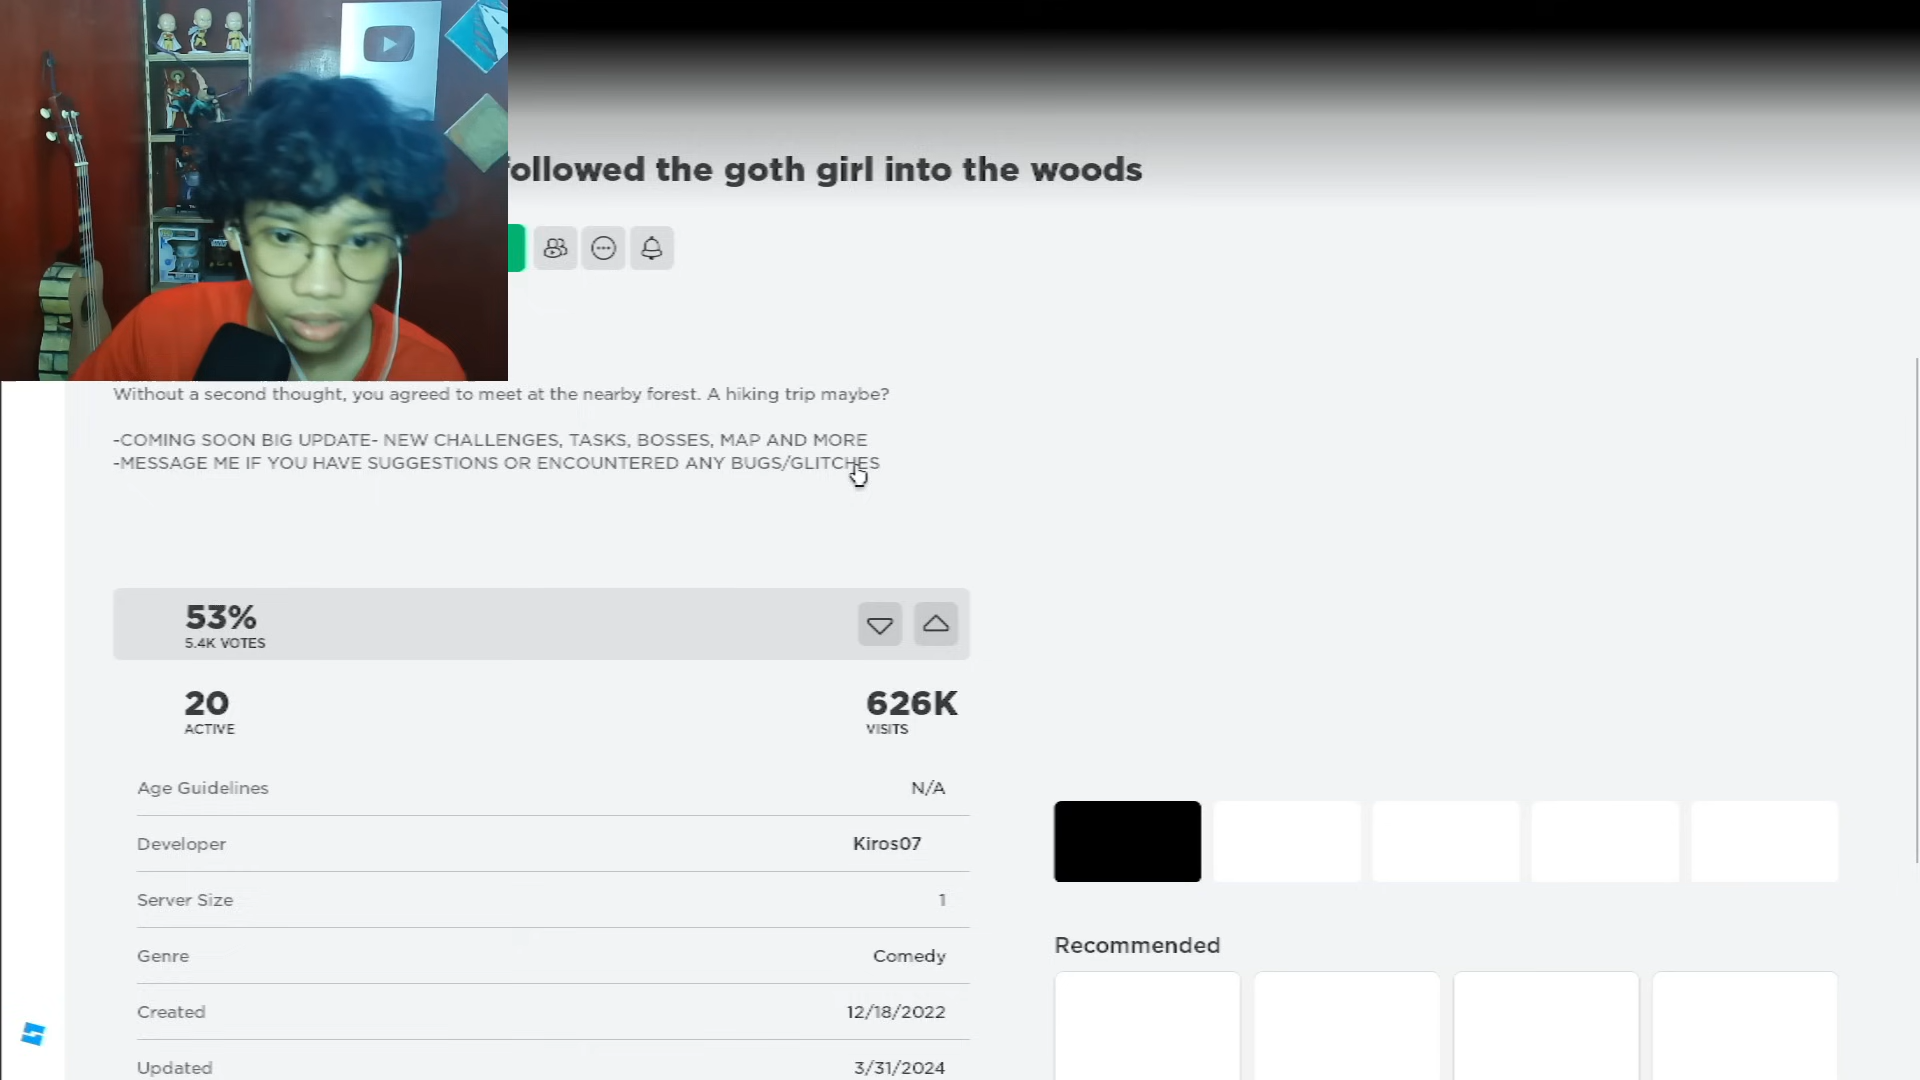 followed the goth girl into the woods
Without a second thought, you agreed to meet at the nearby forest. A hiking trip maybe?
-COMING SOON BIG UPDATE- NEW CHALLENGES, TASKS, BOSSES, MAP AND MORE
-MESSAGE ME IF YOU HAVE SUGGESTIONS OR ENCOUNTERED ANY BUGS/GLITCHES
53%
5.4K VOTES
20
ACTIVE
626K
VISITS
Age Guidelines N/A
Developer Kiros07
Server Size 1
Genre Comedy
Created 12/18/2022
Updated 3/31/2024
Recommended